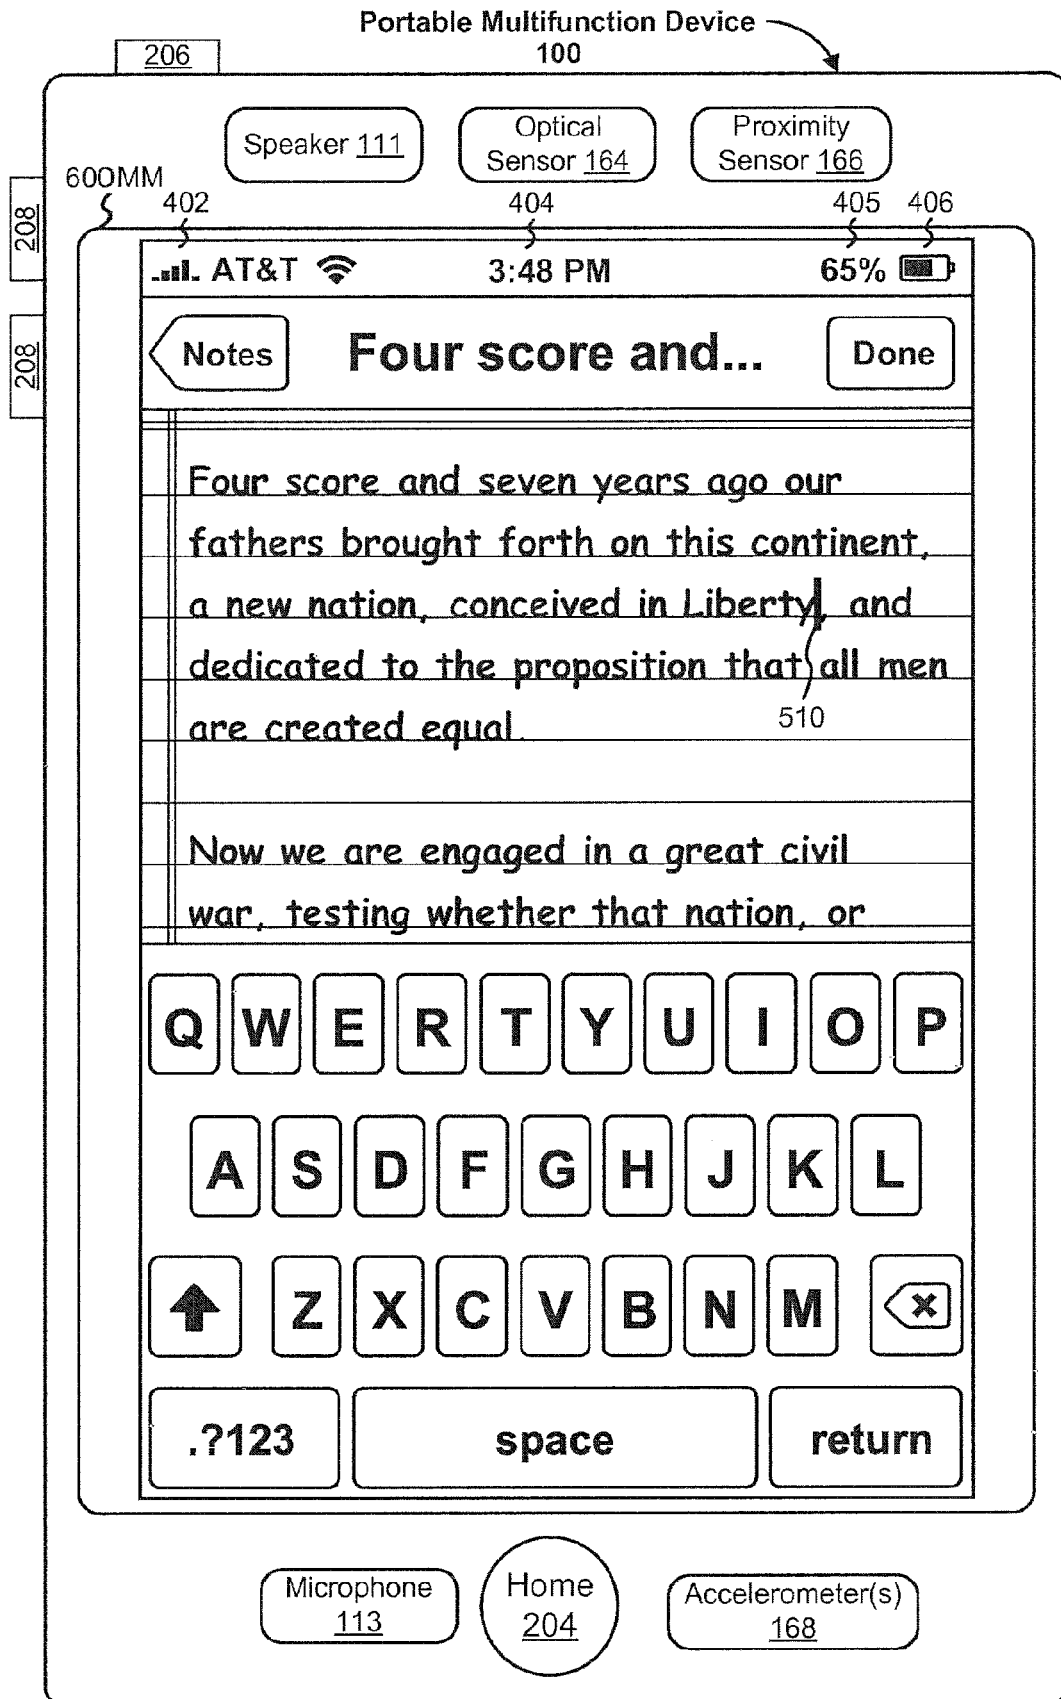 Portable Multifunction Device
100
206
Speaker 111
Optical
Sensor 164
Proximity
Sensor 166
600MM
208
208
402
404
405
406
AT&T
3:48 PM
65%
Notes
Four score and...
Done
Four score and seven years ago our
fathers brought forth on this continent,
a new nation, conceived in Liberty, and
dedicated to the proposition that all men
are created equal.
510
Now we are engaged in a great civil
war, testing whether that nation, or
Q W E R T Y U I O P
A S D F G H J K L
Z X C V B N M
.?123
space
return
Microphone
113
Home
204
Accelerometer(s)
168